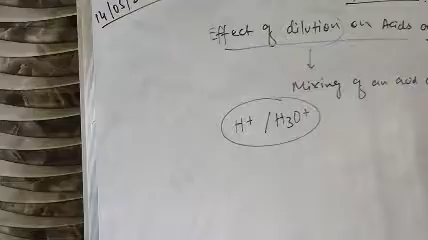 14/05/
Effect of dilution on Acids
↓
Mixing of an acid
H+ / H3O+